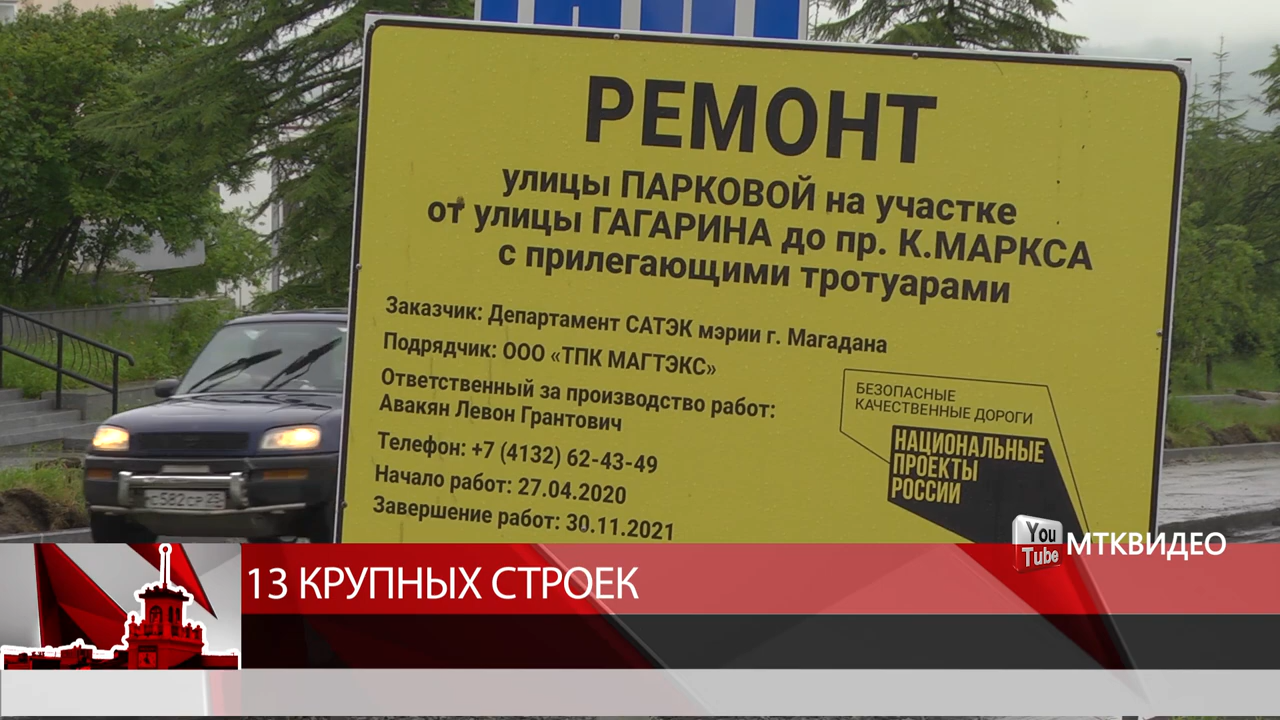 РЕМОНТ
улицы ПАРКОВОЙ на участке
от улицы ГАГАРИНА до пр. К.МАРКСА
с прилегающими тротуарами
Заказчик: Департамент САТЭК мэрии г. Магадана
Подрядчик: ООО «ТПК МАГТЭКС»
Ответственный за производство работ:
Авакян Левон Грантович
Телефон: +7 (4132) 62-43-49
Начало работ: 27.04.2020
Завершение работ: 30.11.2021
БЕЗОПАСНЫЕ
КАЧЕСТВЕННЫЕ ДОРОГИ
НАЦИОНАЛЬНЫЕ
ПРОЕКТЫ
РОССИИ
С582СР 25
You
Tube
МТКВИДЕО
13 КРУПНЫХ СТРОЕК